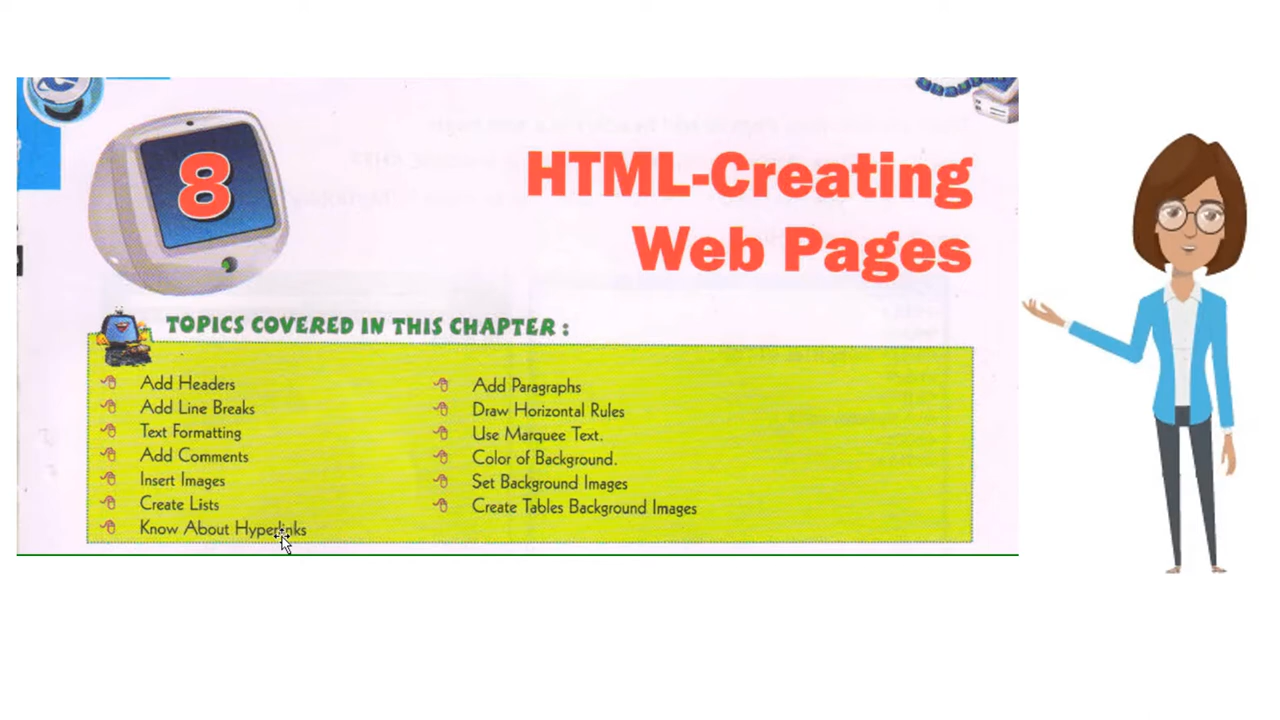 8
HTML-Creating
Web Pages
TOPICS COVERED IN THIS CHAPTER :
Add Headers
Add Line Breaks
Text Formatting
Add Comments
Insert Images
Create Lists
Know About Hyperlinks
Add Paragraphs
Draw Horizontal Rules
Use Marquee Text.
Color of Background.
Set Background Images
Create Tables Background Images